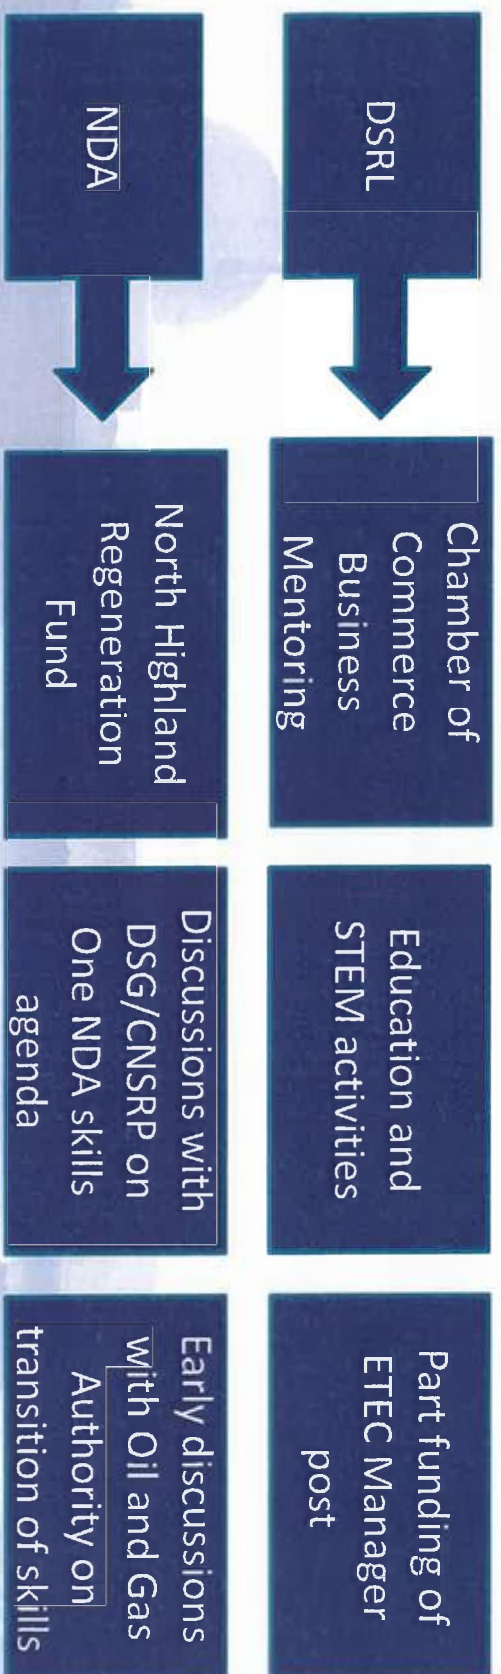 DSRL
Chamber of
Commerce
Business
Mentoring
Education and
STEM activities
Part funding of
ETEC Manager
post
NDA
North Highland
Regeneration
Fund
Discussions with
DSG/CNSRP on
One NDA skills
agenda
Early discussions
with Oil and Gas
Authority on
transition of skills